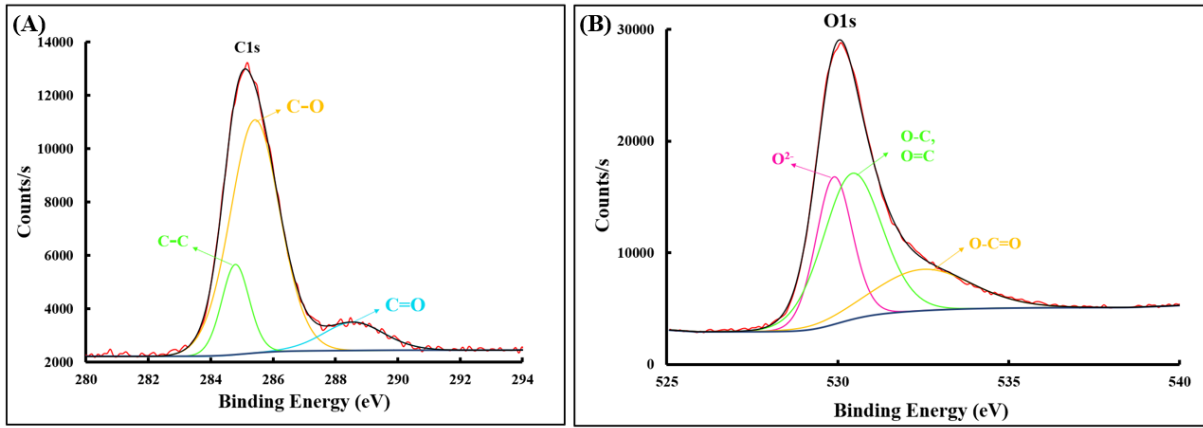 (A)
C1s
C-O
C-C
C=O
14000
12000
10000
8000
6000
4000
2000
280 282 284 286 288 290 292 294
Counts/s
Binding Energy (eV)
(B)
O1s
O²⁻
O-C,
O=C
O-C=O
30000
20000
10000
0
525 530 535 540
Counts/s
Binding Energy (eV)